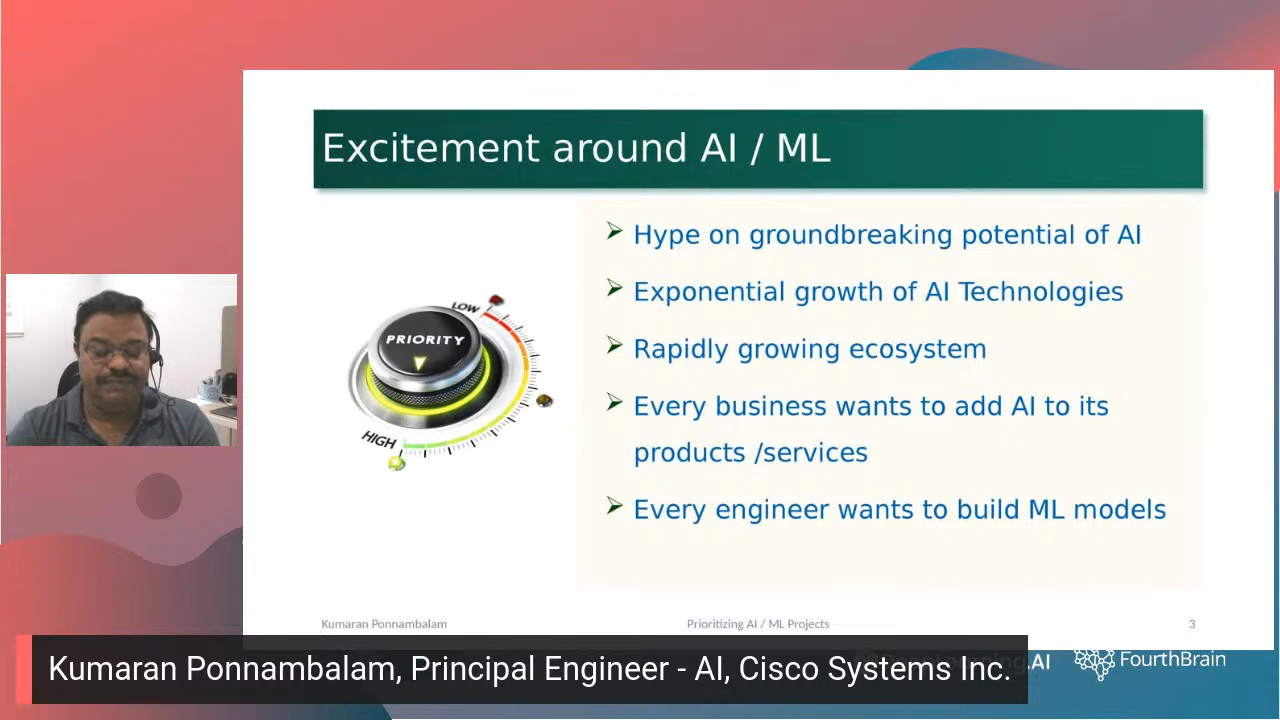 Excitement around AI / ML
Hype on groundbreaking potential of AI
Exponential growth of AI Technologies
Rapidly growing ecosystem
Every business wants to add AI to its
products /services
Every engineer wants to build ML models
LOW
PRIORITY
HIGH
Kumaran Ponnambalam
Prioritizing AI / ML Projects
3
Kumaran Ponnambalam, Principal Engineer - AI, Cisco Systems Inc.
.AI
FourthBrain